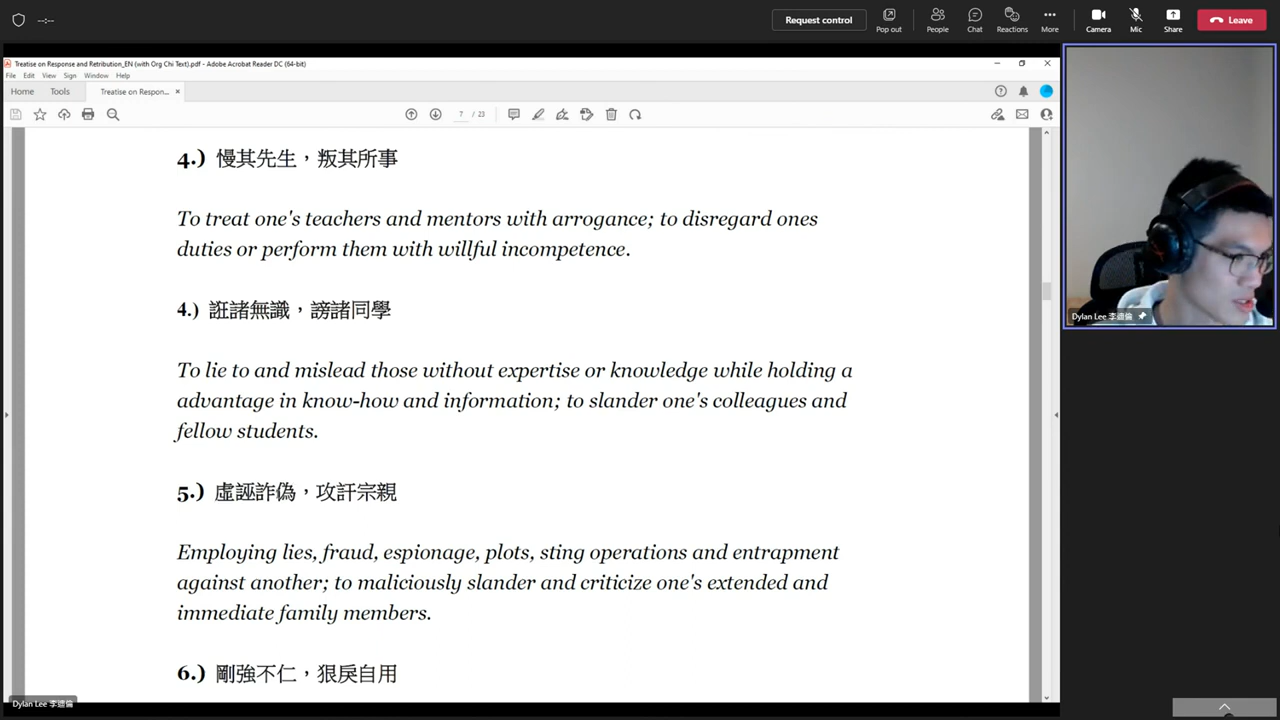 --:--
Request control
Pop out
People
Chat
Reactions
More
Camera
Mic
Share
Leave
Treatise on Response and Retribution_EN (with Org Chi Text).pdf - Adobe Acrobat Reader DC (64-bit)
File Edit View Sign Window Help
Home Tools Treatise on Respon... ×
7 / 23
4.) 慢其先生，叛其所事
To treat one's teachers and mentors with arrogance; to disregard ones
duties or perform them with willful incompetence.
4.) 誑諸無識，謗諸同學
To lie to and mislead those without expertise or knowledge while holding a
advantage in know-how and information; to slander one's colleagues and
fellow students.
5.) 虛誣詐偽，攻訐宗親
Employing lies, fraud, espionage, plots, sting operations and entrapment
against another; to maliciously slander and criticize one's extended and
immediate family members.
6.) 剛強不仁，狠戾自用
Dylan Lee 李迪倫
Dylan Lee 李迪倫